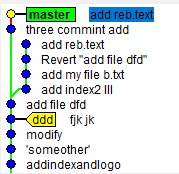 master add reb.text
three commint add
add reb.text
Revert "add file dfd"
add my file b.txt
add index2 lll
add file dfd
ddd fjk jk
modify
'someother'
addindexandlogo